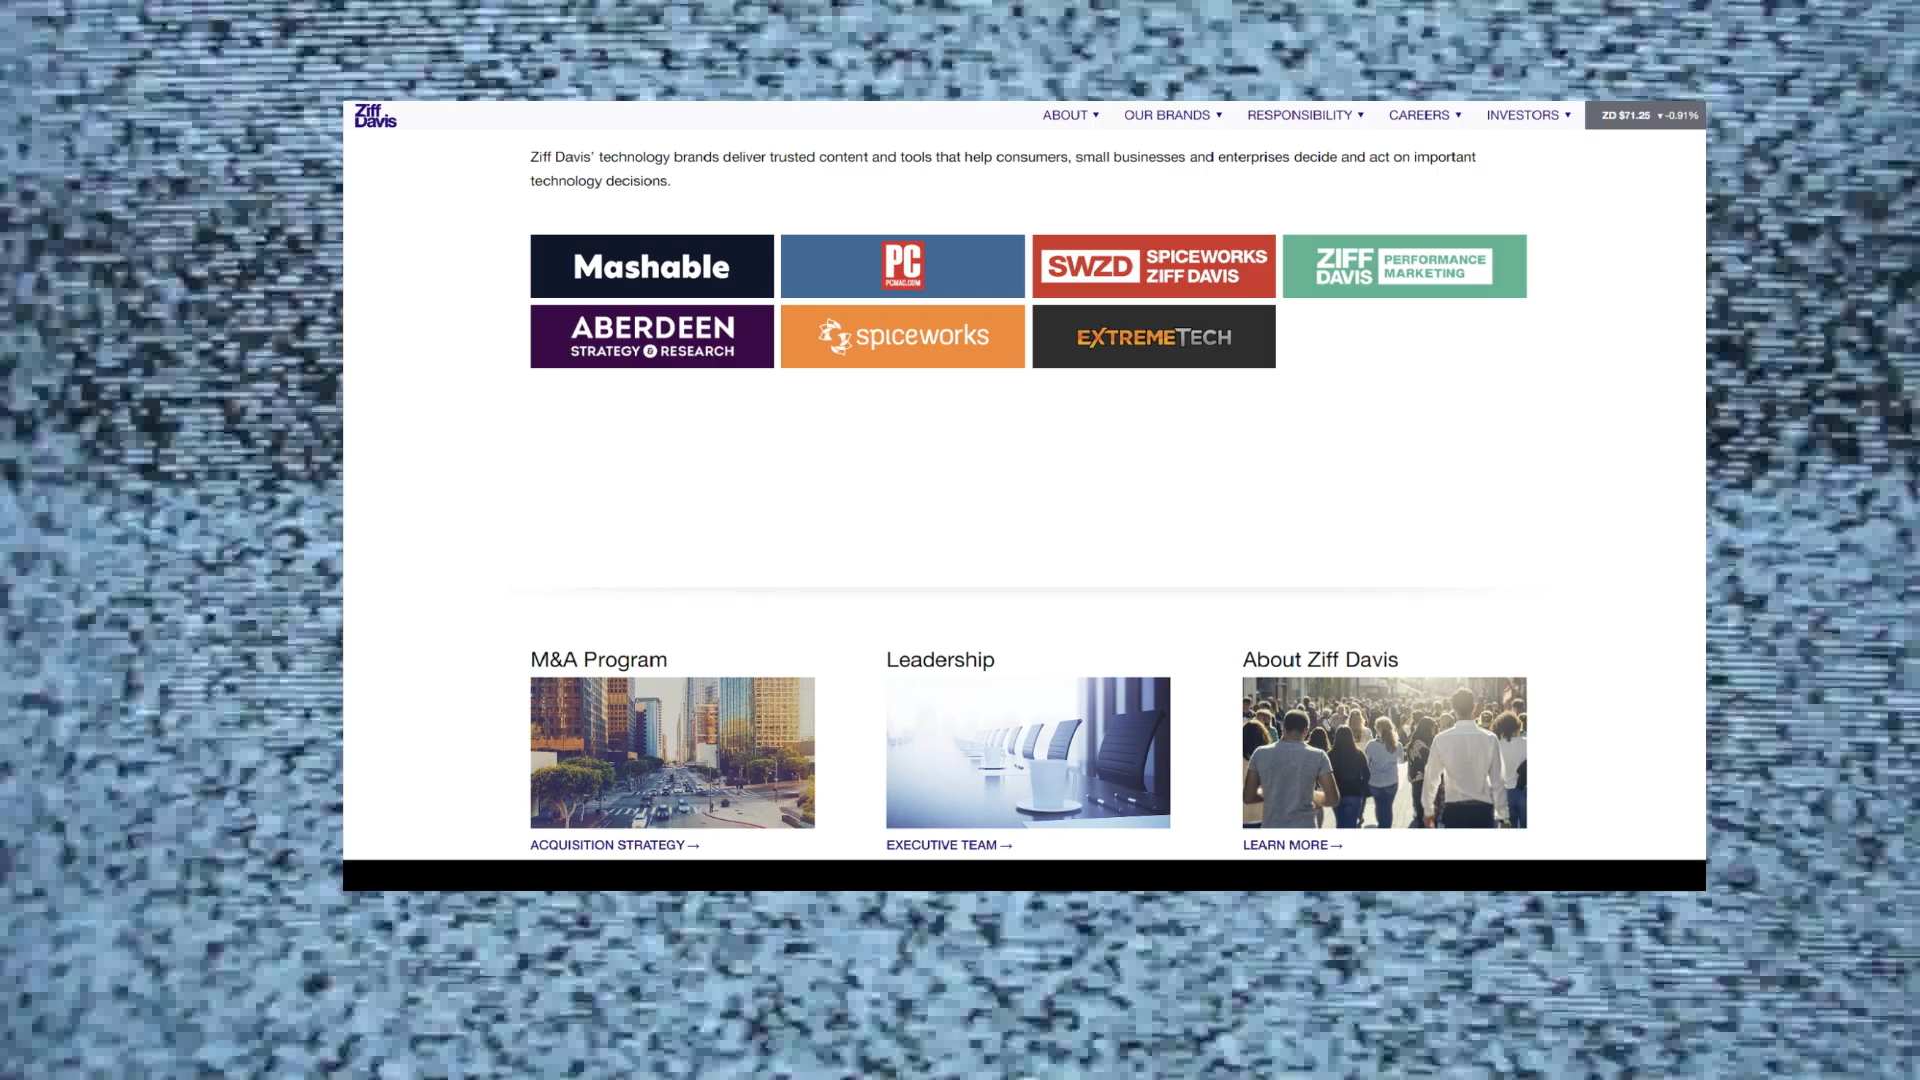 Ziff
Davis
ABOUT ▼ OUR BRANDS ▼ RESPONSIBILITY ▼ CAREERS ▼ INVESTORS ▼ ZD $71.25 ▼-0.91%
Ziff Davis’ technology brands deliver trusted content and tools that help consumers, small businesses and enterprises decide and act on important
technology decisions.
Mashable
PC
PCMAG.COM
SWZD SPICEWORKS
ZIFF DAVIS
ZIFF
DAVIS
PERFORMANCE
MARKETING
ABERDEEN
STRATEGY & RESEARCH
spiceworks
EXTREMETECH
M&A Program
Leadership
About Ziff Davis
ACQUISITION STRATEGY→
EXECUTIVE TEAM→
LEARN MORE→